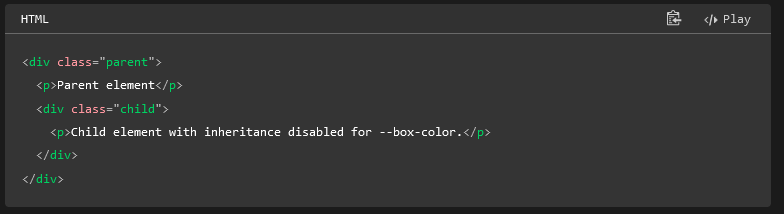 HTML
Play
<div class="parent">
  <p>Parent element</p>
  <div class="child">
    <p>Child element with inheritance disabled for --box-color.</p>
  </div>
</div>